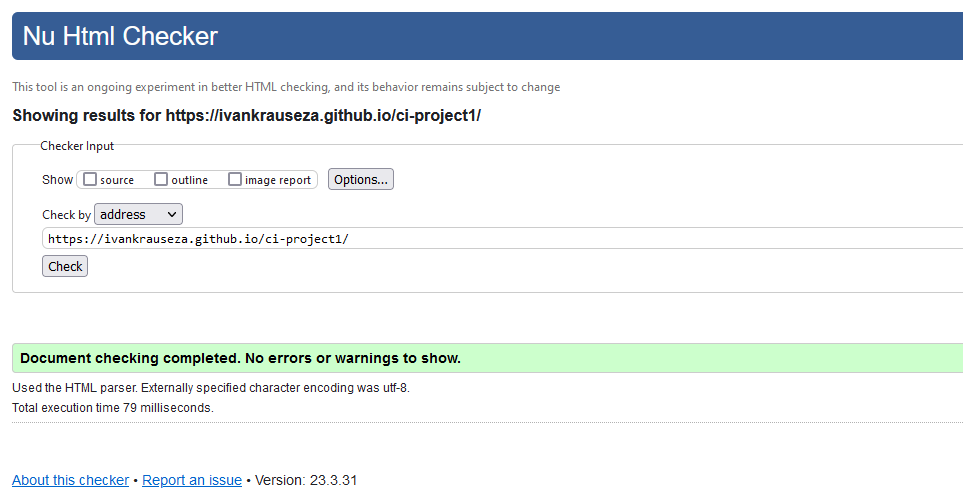 Nu Html Checker
This tool is an ongoing experiment in better HTML checking, and its behavior remains subject to change
Showing results for https://ivankrauseza.github.io/ci-project1/
Checker Input
Show source outline image report Options...
Check by address
https://ivankrauseza.github.io/ci-project1/
Check
Document checking completed. No errors or warnings to show.
Used the HTML parser. Externally specified character encoding was utf-8.
Total execution time 79 milliseconds.
About this checker • Report an issue • Version: 23.3.31